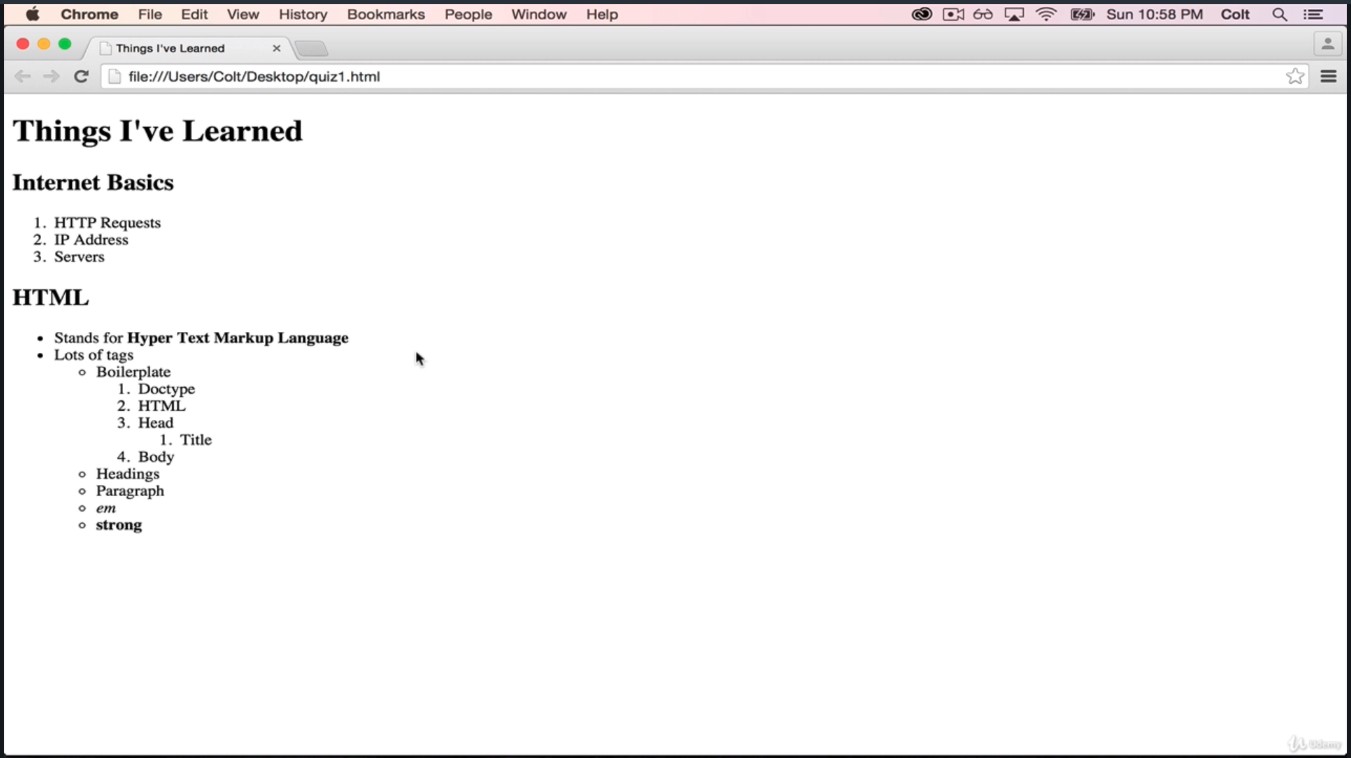 Chrome File Edit View History Bookmarks People Window Help Sun 10:58 PM Colt
Things I've Learned
file:///Users/Colt/Desktop/quiz1.html
Things I've Learned
Internet Basics
1. HTTP Requests
2. IP Address
3. Servers
HTML
• Stands for Hyper Text Markup Language
• Lots of tags
◦ Boilerplate
1. Doctype
2. HTML
3. Head
1. Title
4. Body
◦ Headings
◦ Paragraph
◦ em
◦ strong
Udemy